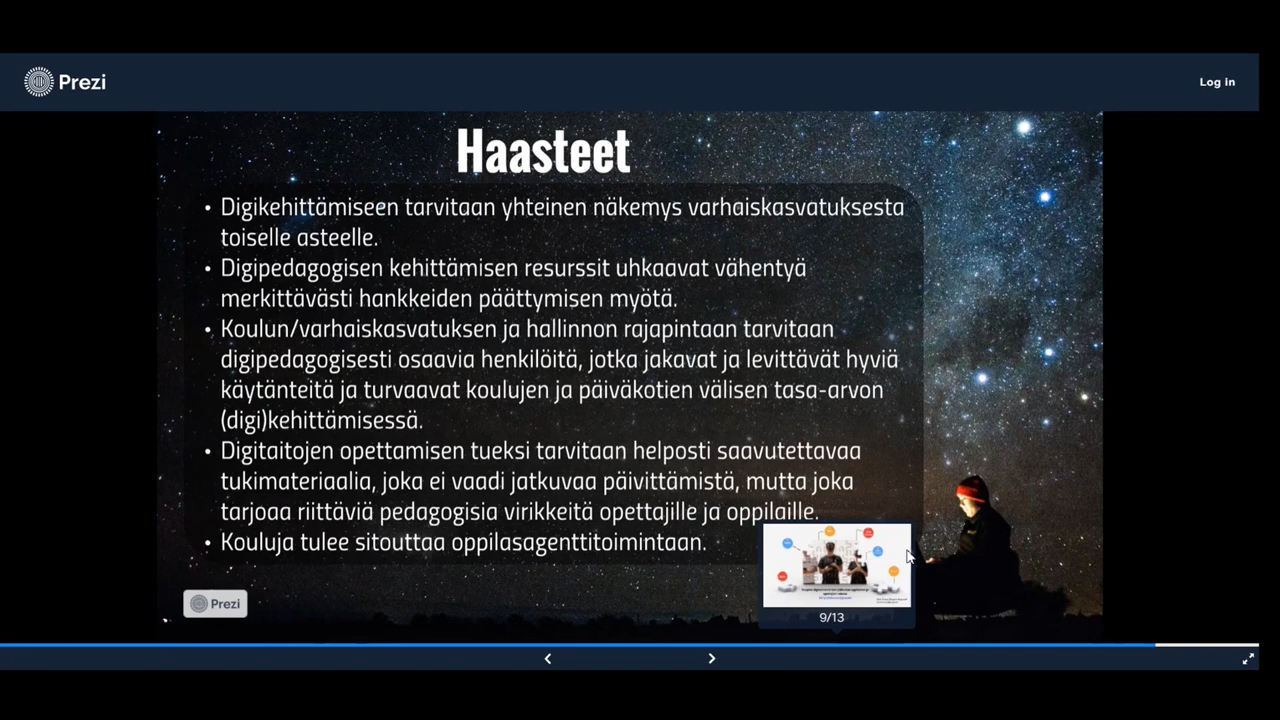 Prezi
Log in
Haasteet
• Digikehittämiseen tarvitaan yhteinen näkemys varhaiskasvatuksesta
toiselle asteelle.
• Digipedagogisen kehittämisen resurssit uhkaavat vähentyä
merkittävästi hankkeiden päättymisen myötä.
• Koulun/varhaiskasvatuksen ja hallinnon rajapintaan tarvitaan
digipedagogisesti osaavia henkilöitä, jotka jakavat ja levittävät hyviä
käytänteitä ja turvaavat koulujen ja päiväkotien välisen tasa-arvon
(digi)kehittämisessä.
• Digitaitojen opettamisen tueksi tarvitaan helposti saavutettavaa
tukimateriaalia, joka ei vaadi jatkuvaa päivittämistä, mutta joka
tarjoaa riittäviä pedagogisia virikkeitä opettajille ja oppilaille.
• Kouluja tulee sitouttaa oppilasagenttitoimintaan.
Prezi
9/13